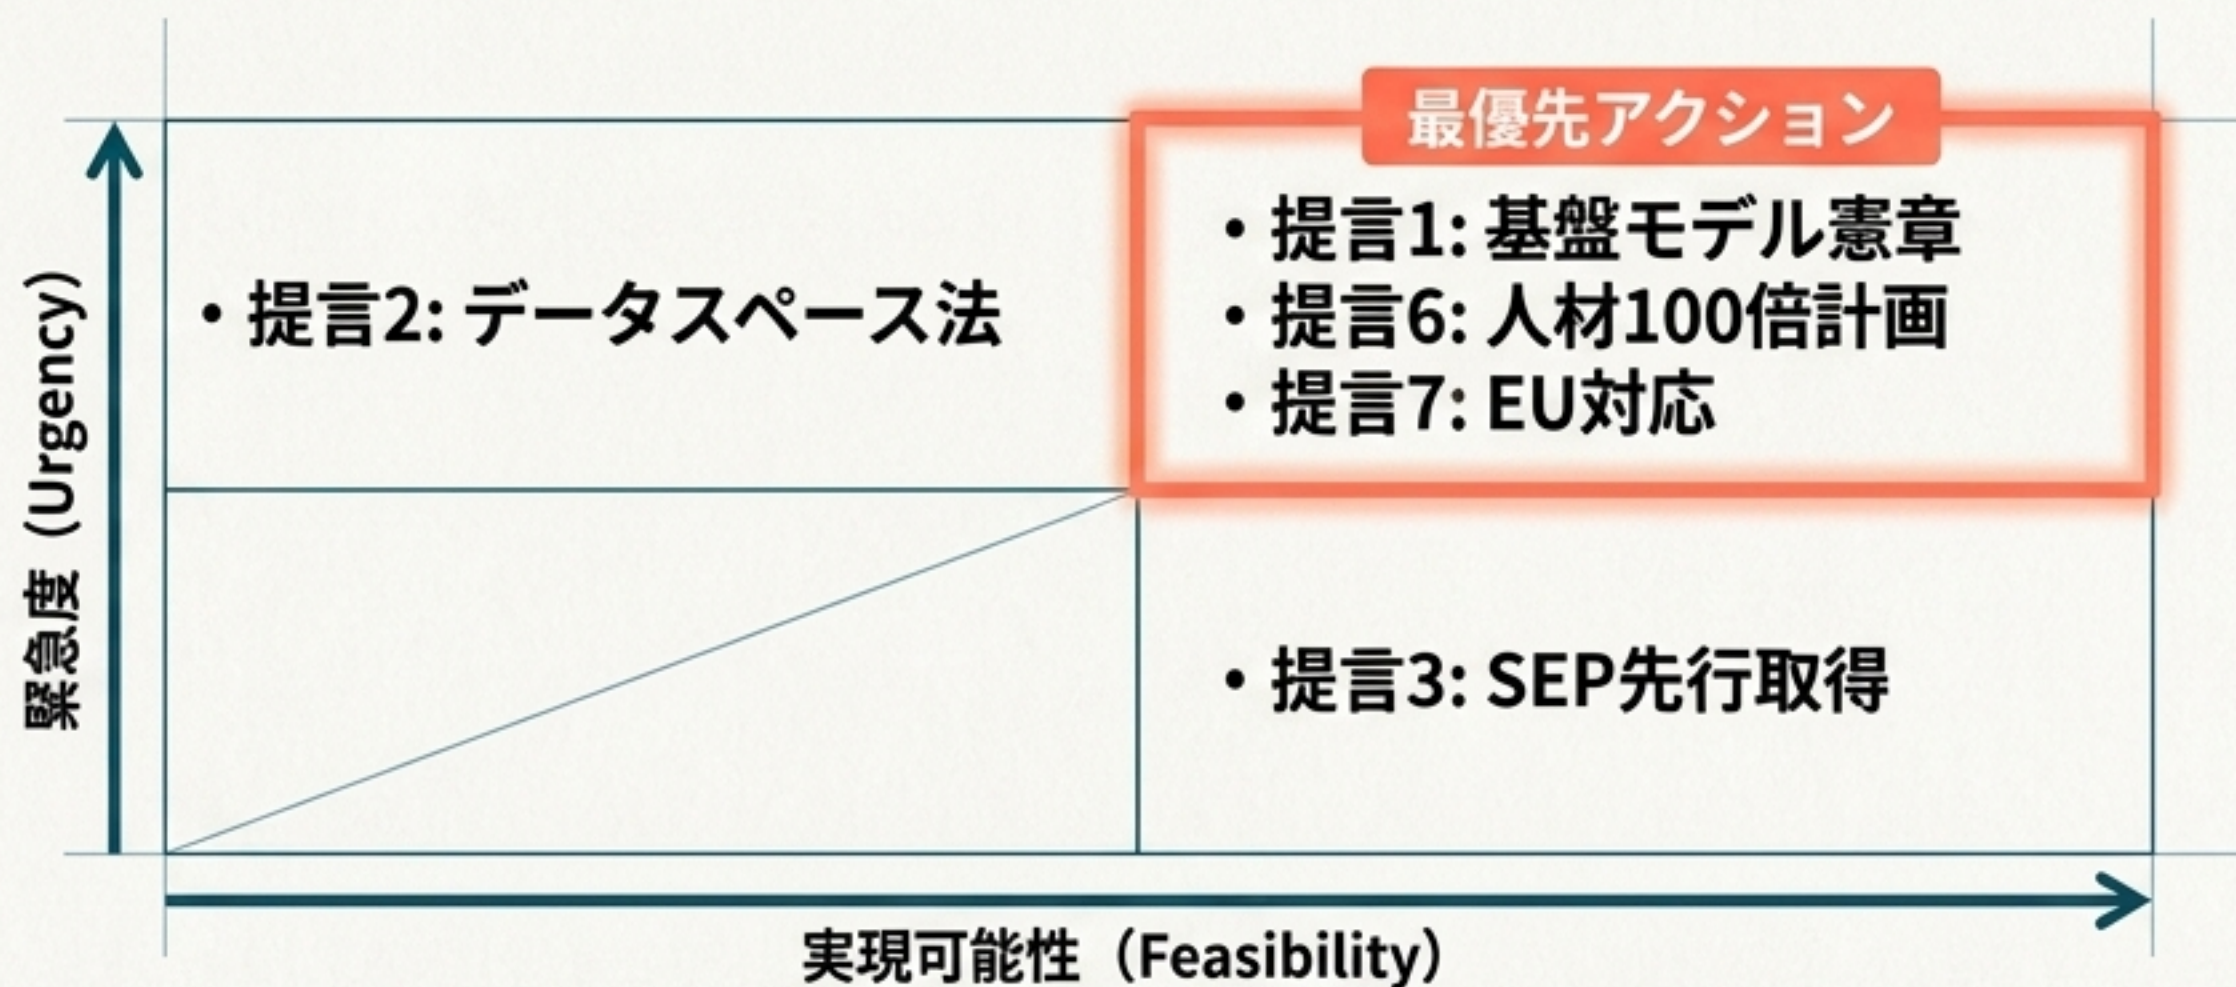 最優先アクション
・提言1: 基盤モデル憲章
・提言6: 人材100倍計画
・提言7: EU対応
・提言2: データスペース法
・提言3: SEP先行取得
緊急度（Urgency）
実現可能性（Feasibility）